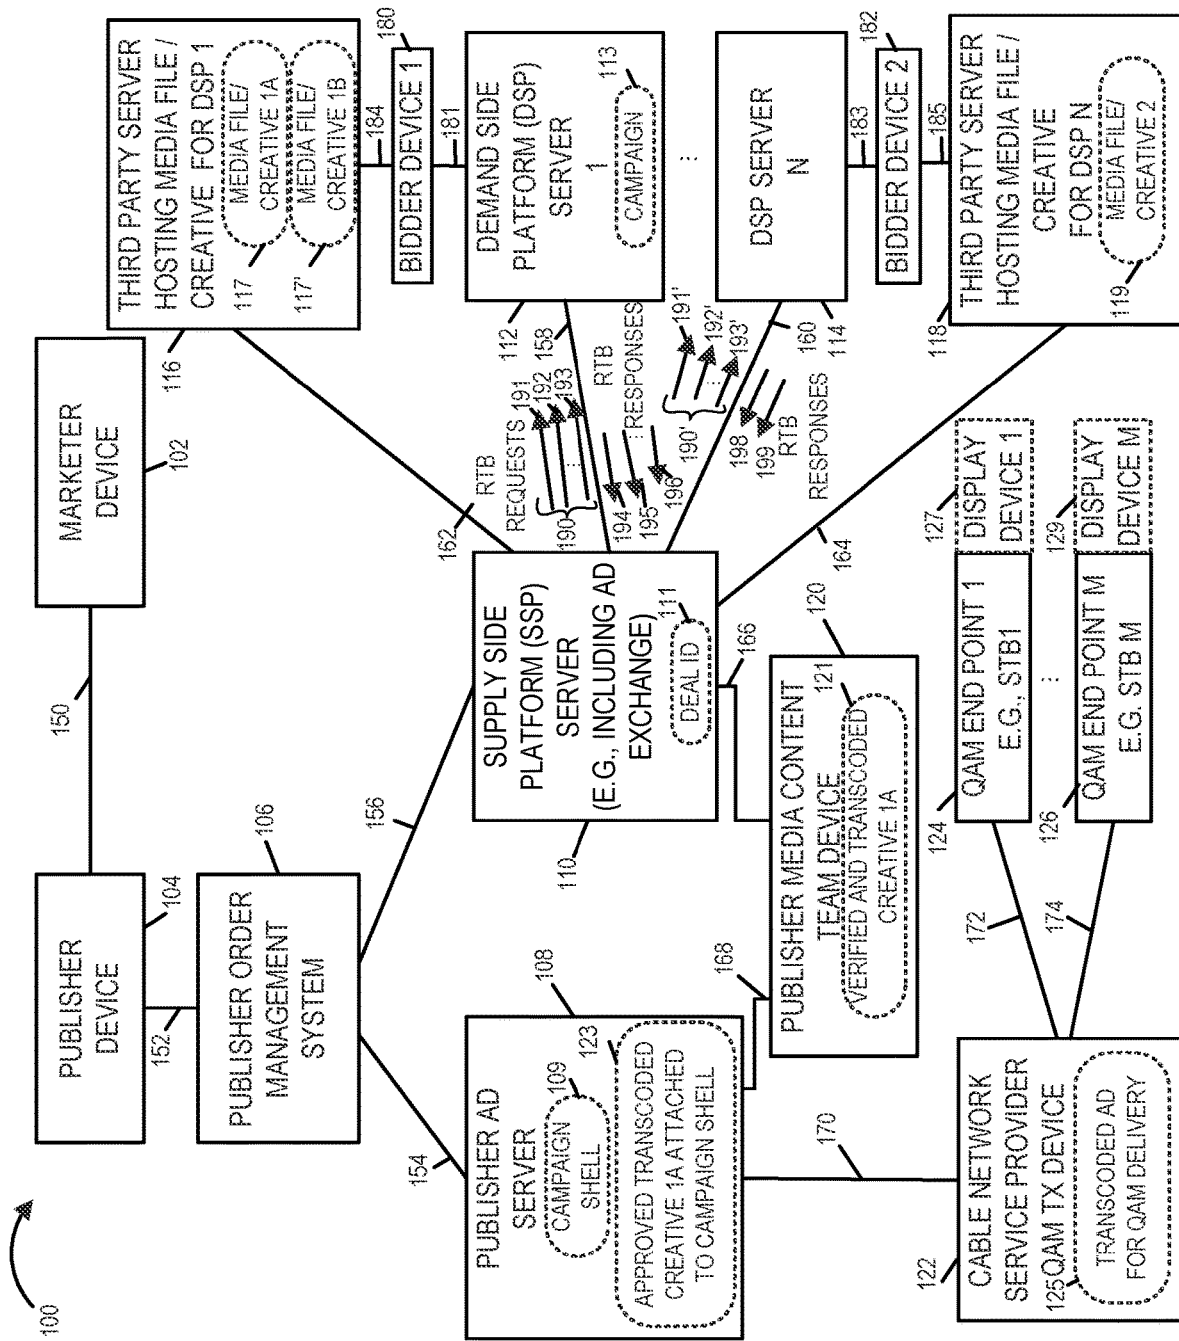 100
PUBLISHER
DEVICE
104
150
MARKETER
DEVICE
102
152
PUBLISHER ORDER
MANAGEMENT
SYSTEM
106
154
156
PUBLISHER AD
SERVER
108
CAMPAIGN
SHELL
109
123
APPROVED TRANSCODED
CREATIVE 1A ATTACHED
TO CAMPAIGN SHELL
SUPPLY SIDE
PLATFORM (SSP)
SERVER
(E.G., INCLUDING AD
EXCHANGE)
110
DEAL ID
111
162
THIRD PARTY SERVER
HOSTING MEDIA FILE /
CREATIVE FOR DSP 1
116
117
MEDIA FILE/
CREATIVE 1A
117'
MEDIA FILE/
CREATIVE 1B
184
BIDDER DEVICE 1
180
181
DEMAND SIDE
PLATFORM (DSP)
SERVER
1
112
CAMPAIGN
113
158
RTB
REQUESTS
190
191
192
193
...
RTB
RESPONSES
194
195
196
⋮
190'
191'
192'
193'
...
198
199
RTB
RESPONSES
160
...
DSP SERVER
N
114
183
BIDDER DEVICE 2
182
185
THIRD PARTY SERVER
HOSTING MEDIA FILE /
CREATIVE
FOR DSP N
118
119
MEDIA FILE/
CREATIVE 2
164
166
168
PUBLISHER MEDIA CONTENT
TEAM DEVICE
120
121
VERIFIED AND TRANSCODED
CREATIVE 1A
170
CABLE NETWORK
SERVICE PROVIDER
QAM TX DEVICE
122
125
TRANSCODED AD
FOR QAM DELIVERY
172
174
124
QAM END POINT 1
E.G., STB1
127
DISPLAY
DEVICE 1
...
126
QAM END POINT M
E.G. STB M
129
DISPLAY
DEVICE M